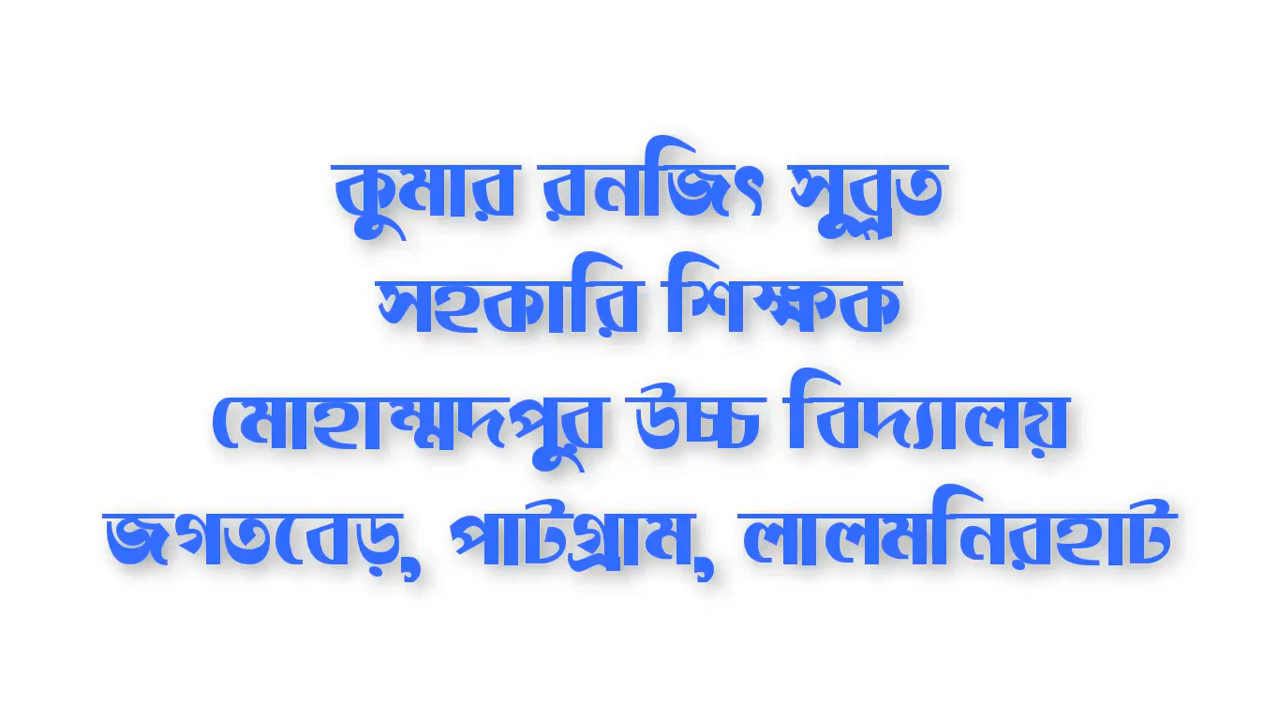 কুমার রনজিৎ সুব্রত
সহকারি শিক্ষক
মোহাম্মদপুর উচ্চ বিদ্যালয়
জগতবেড়, পাটগ্রাম, লালমনিরহাট